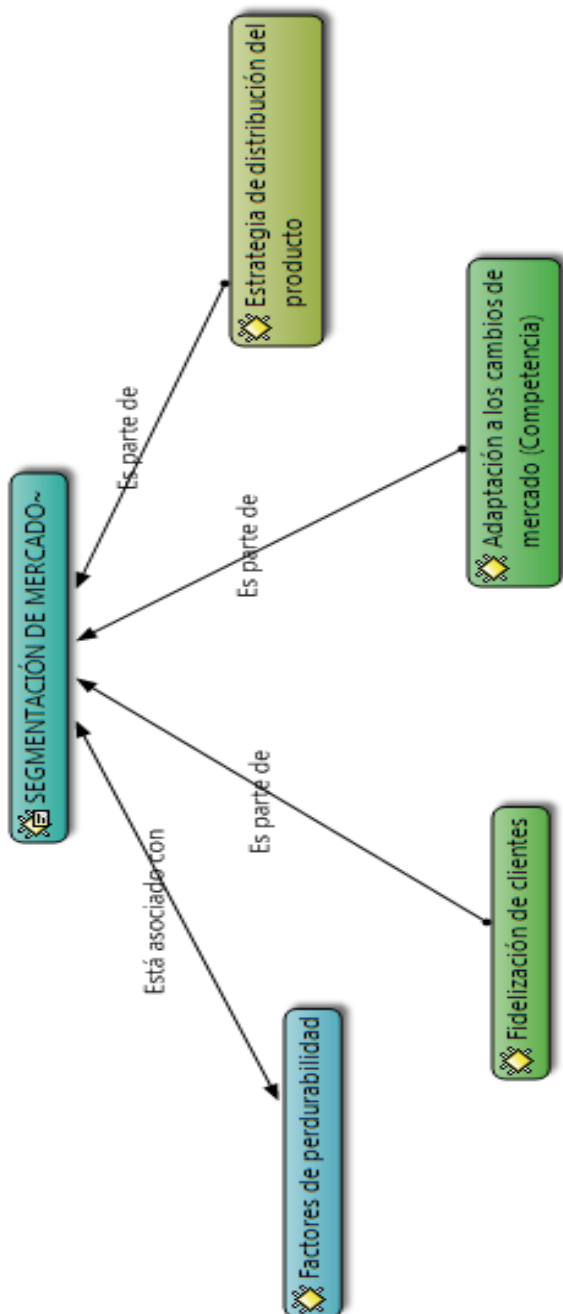 SEGMENTACIÓN DE MERCADO~
Está asociado con
Es parte de
Es parte de
Es parte de
Factores de perdurabilidad
Estrategia de distribución del
producto
Fidelización de clientes
Adaptación a los cambios de
mercado (Competencia)